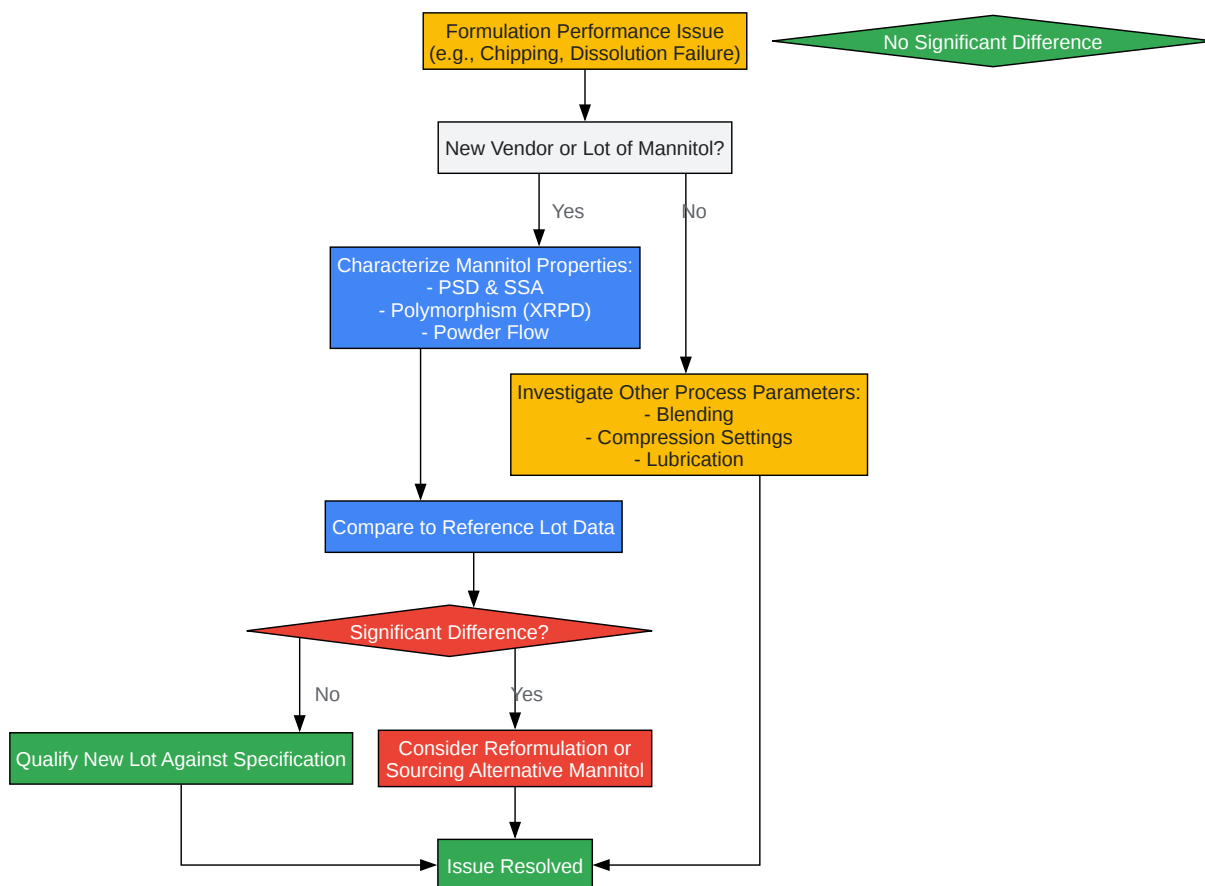 Formulation Performance Issue
(e.g., Chipping, Dissolution Failure)
No Significant Difference
New Vendor or Lot of Mannitol?
Yes
No
Characterize Mannitol Properties:
- PSD & SSA
- Polymorphism (XRPD)
- Powder Flow
Investigate Other Process Parameters:
- Blending
- Compression Settings
- Lubrication
Compare to Reference Lot Data
Significant Difference?
No
Yes
Qualify New Lot Against Specification
Consider Reformulation or
Sourcing Alternative Mannitol
Issue Resolved